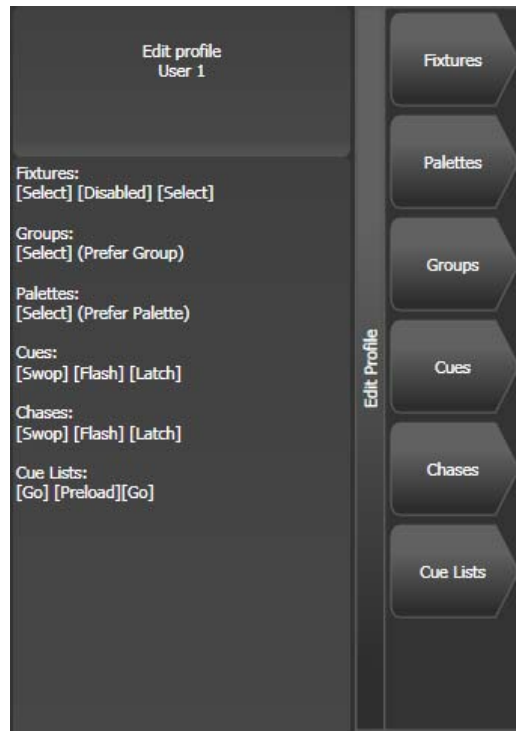 Edit profile
User 1
Fixtures:
[Select] [Disabled] [Select]
Groups:
[Select] (Prefer Group)
Palettes:
[Select] (Prefer Palette)
Cues:
[Swop] [Flash] [Latch]
Chases:
[Swop] [Flash] [Latch]
Cue Lists:
[Go] [Preload][Go]
Edit Profile
Fixtures
Palettes
Groups
Cues
Chases
Cue Lists